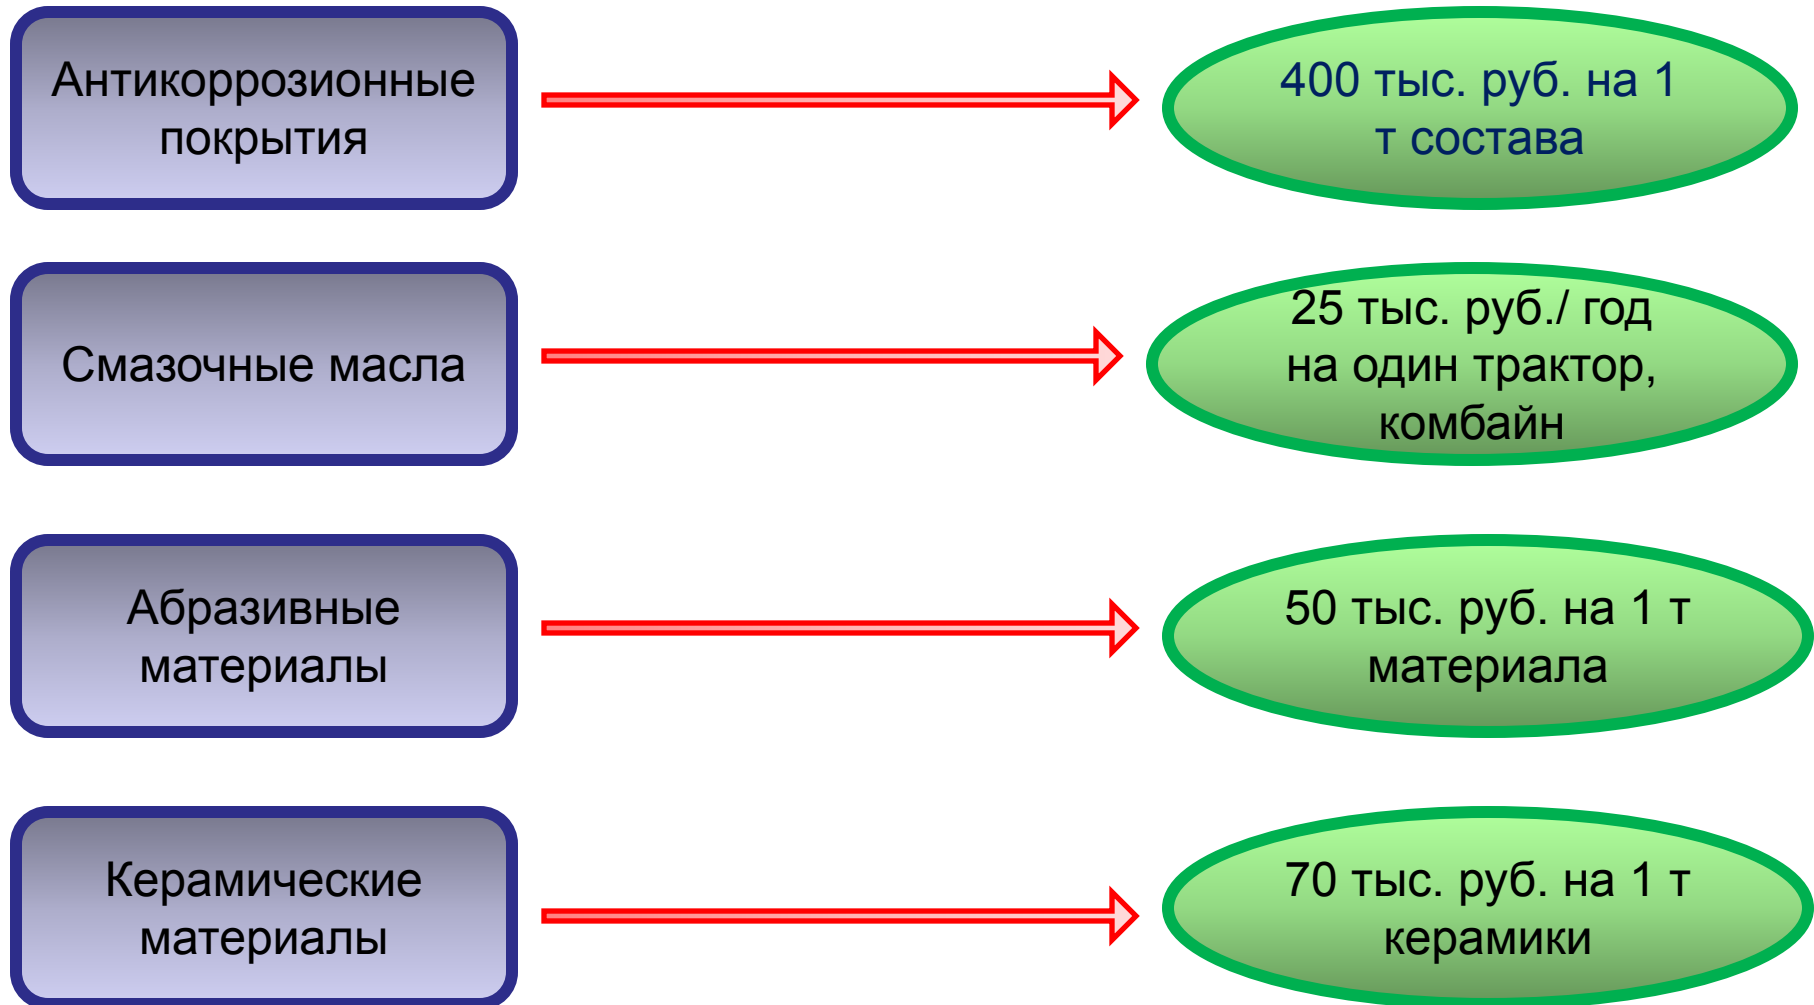 Антикоррозионные
покрытия
400 тыс. руб. на 1
т состава
Смазочные масла
25 тыс. руб./ год
на один трактор,
комбайн
Абразивные
материалы
50 тыс. руб. на 1 т
материала
Керамические
материалы
70 тыс. руб. на 1 т
керамики